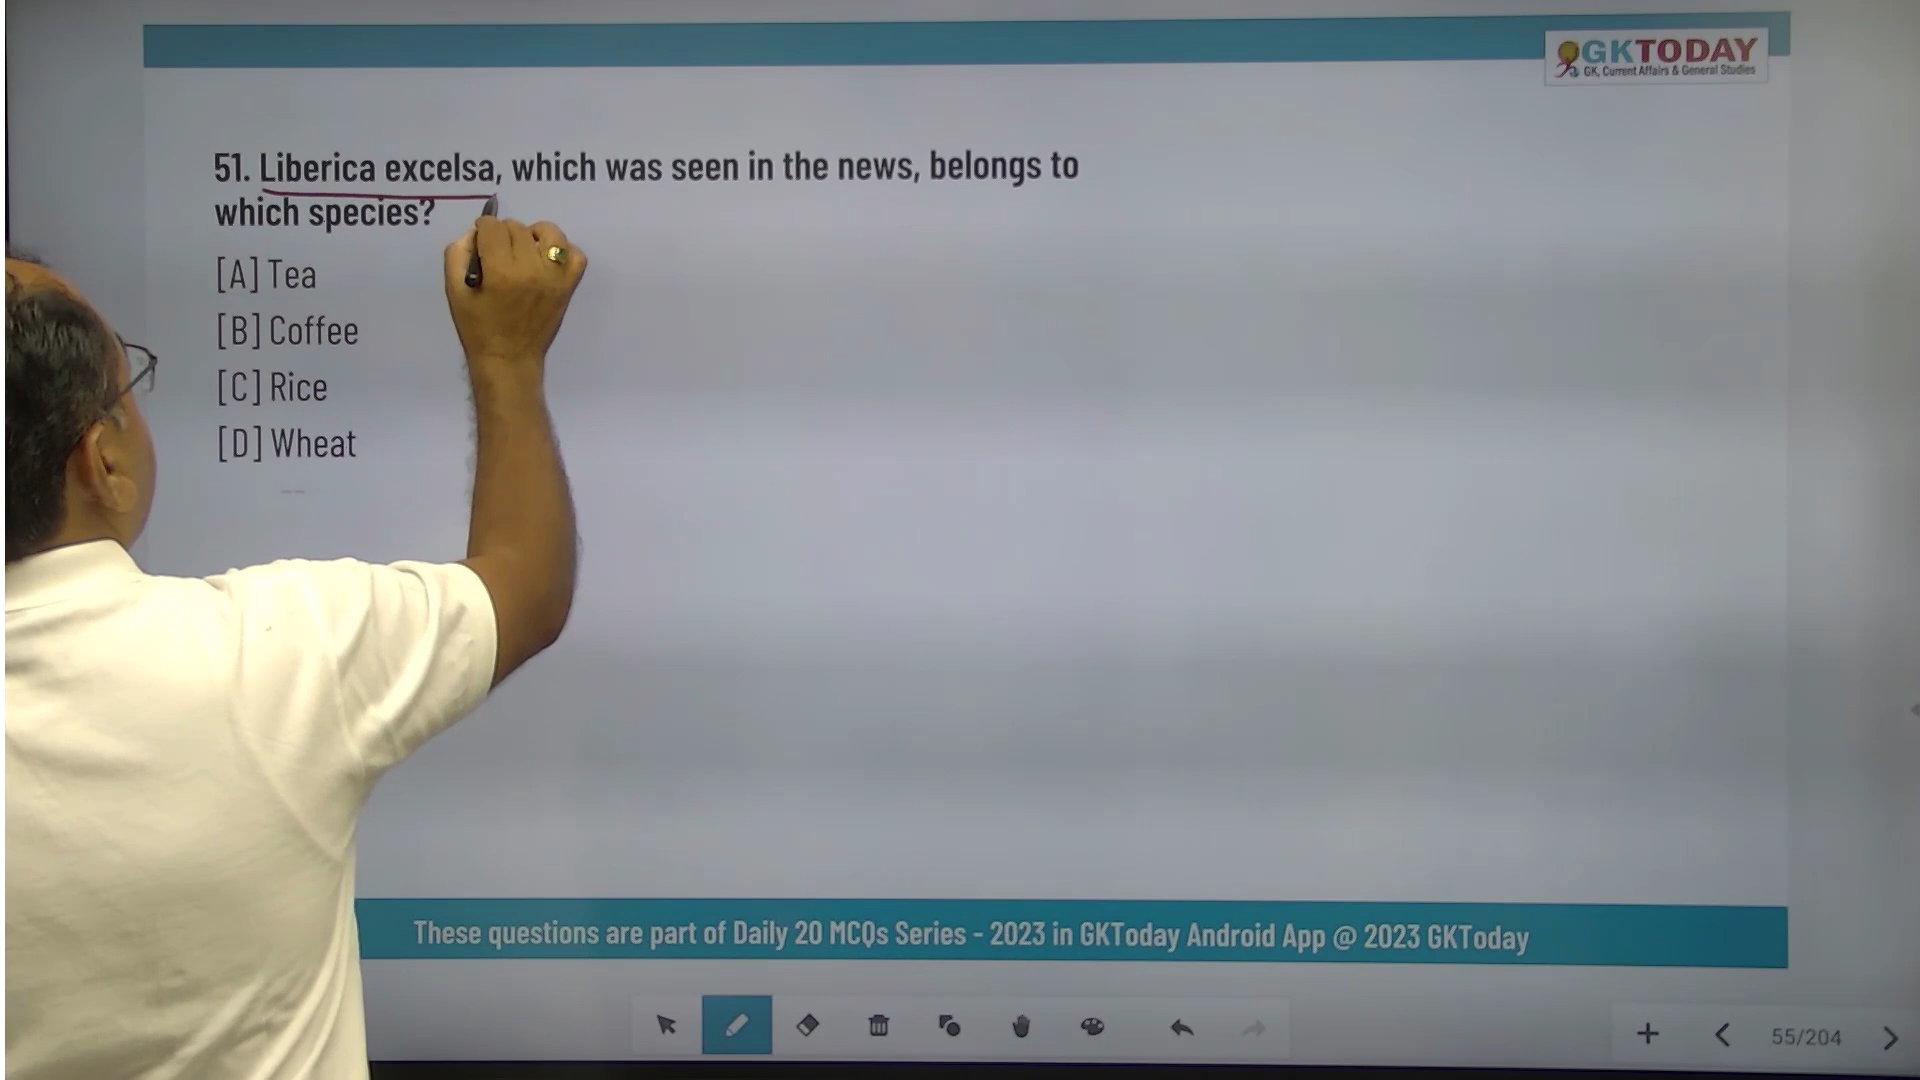 GKTODAY
GK, Current Affairs & General Studies
51. Liberica excelsa, which was seen in the news, belongs to
which species?
[A] Tea
[B] Coffee
[C] Rice
[D] Wheat
These questions are part of Daily 20 MCQs Series - 2023 in GKToday Android App @ 2023 GKToday
55/204